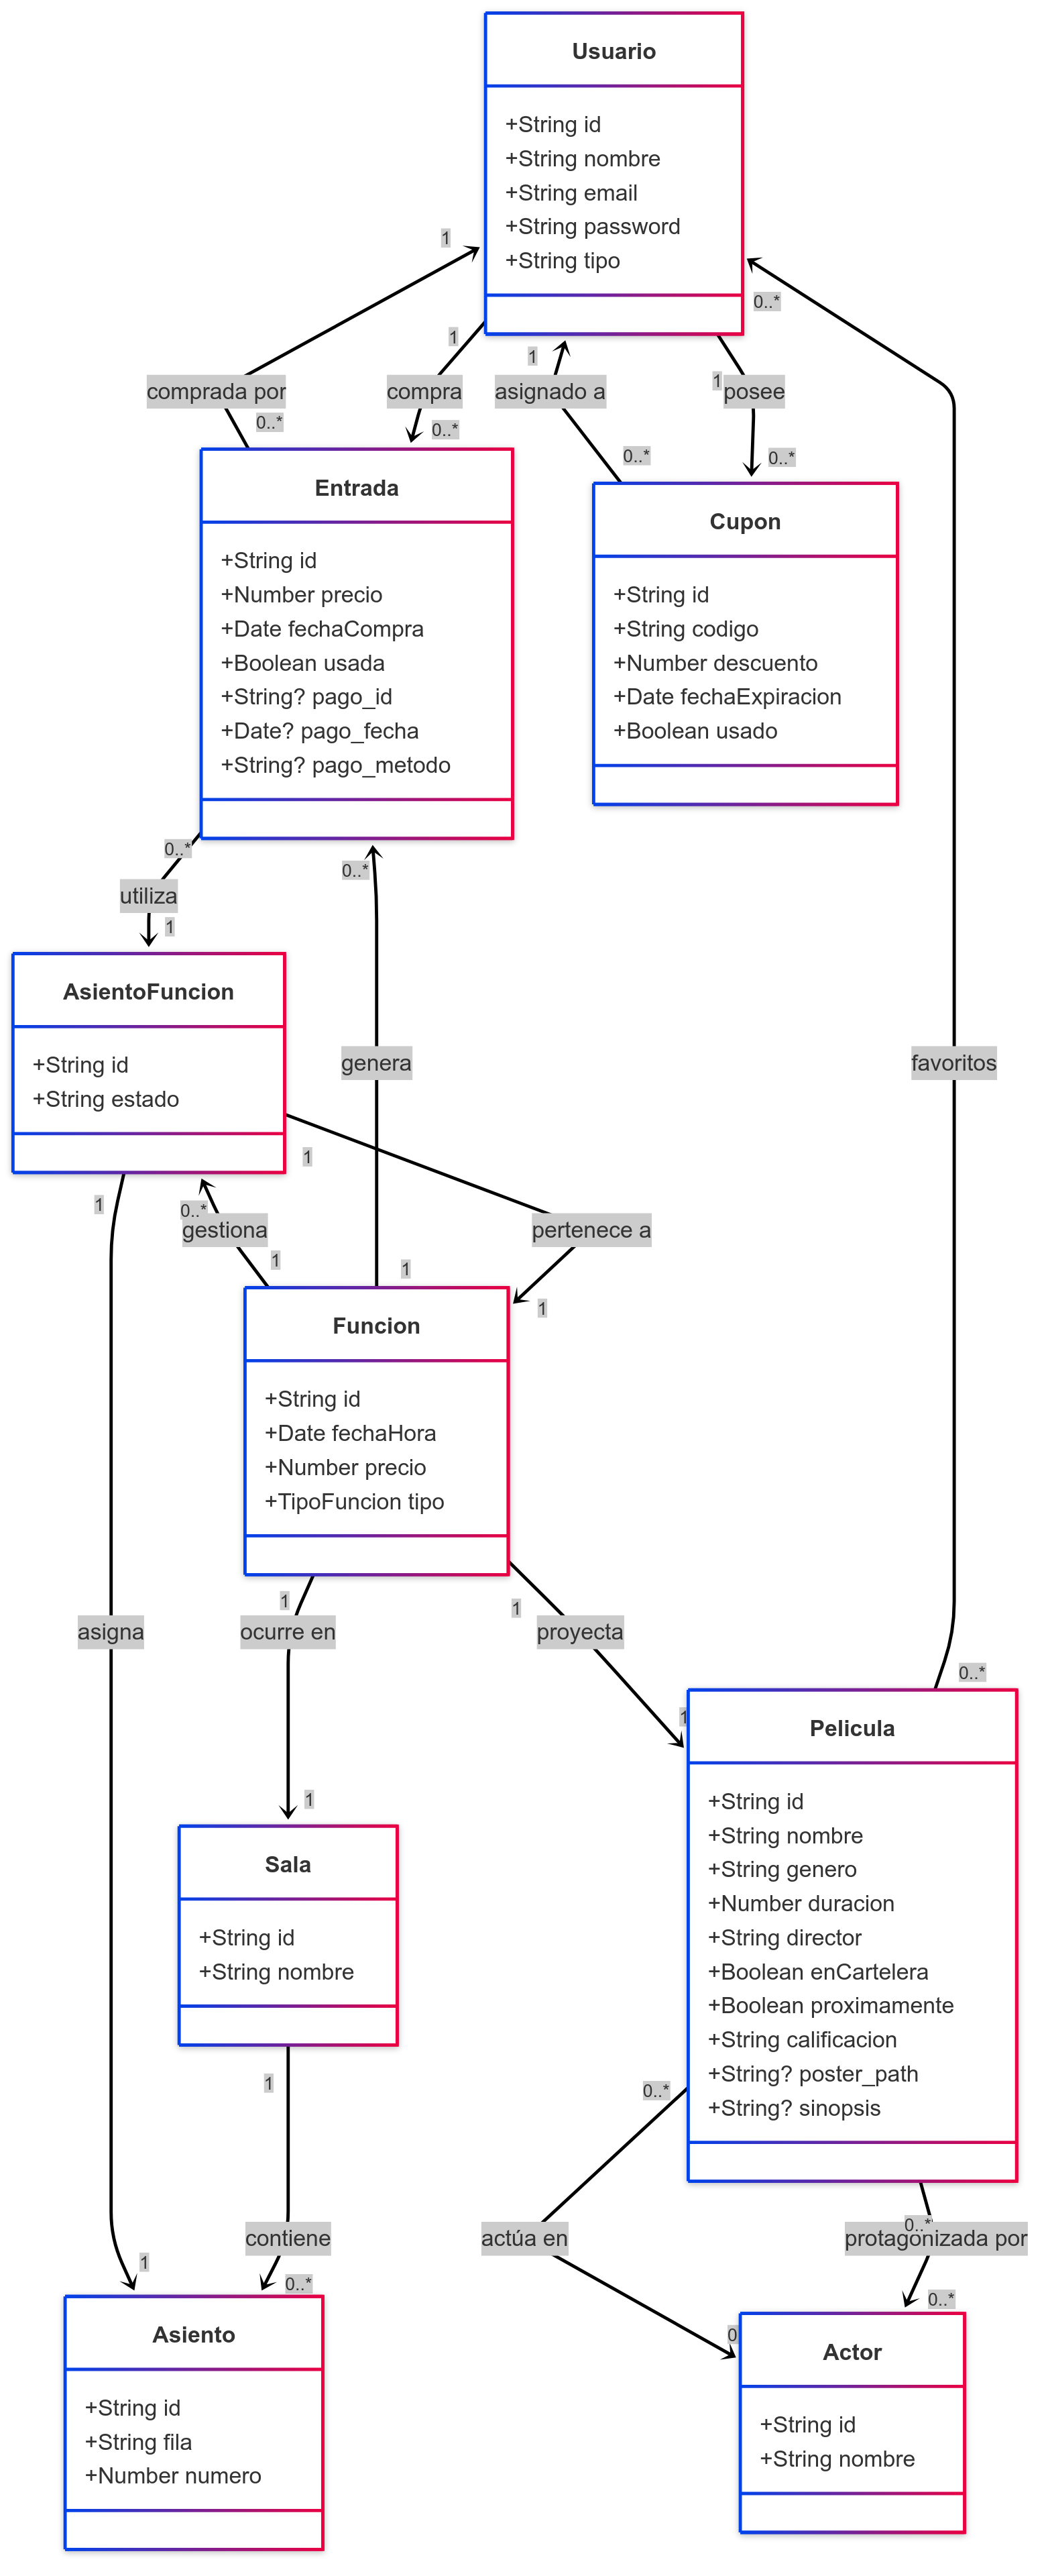 Usuario
+String id
+String nombre
+String email
+String password
+String tipo
1
0..*
1
1
1
comprada por
compra
asignado a
posee
0..*
0..*
0..*
0..*
Entrada
+String id
+Number precio
+Date fechaCompra
+Boolean usada
+String? pago_id
+Date? pago_fecha
+String? pago_metodo
Cupon
+String id
+String codigo
+Number descuento
+Date fechaExpiracion
+Boolean usado
0..*
0..*
utiliza
1
AsientoFuncion
+String id
+String estado
genera
favoritos
1
1
0..*
gestiona
pertenece a
1
1
1
Funcion
+String id
+Date fechaHora
+Number precio
+TipoFuncion tipo
1
1
asigna
ocurre en
proyecta
0..*
1
1
Pelicula
+String id
+String nombre
+String genero
+Number duracion
+String director
+Boolean enCartelera
+Boolean proximamente
+String calificacion
+String? poster_path
+String? sinopsis
Sala
+String id
+String nombre
1
0..*
contiene
actúa en
0..*
protagonizada por
1
0..*
0..*
0
Asiento
+String id
+String fila
+Number numero
Actor
+String id
+String nombre